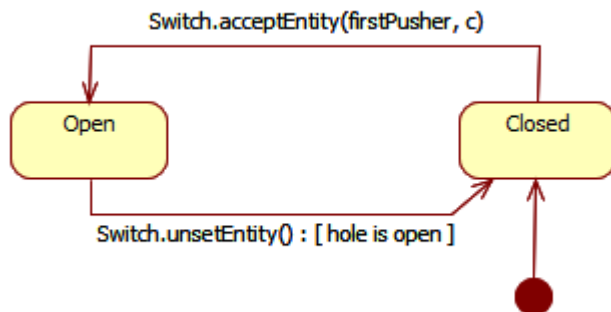 Switch.acceptEntity(firstPusher, c)
Open
Closed
Switch.unsetEntity() : [ hole is open ]